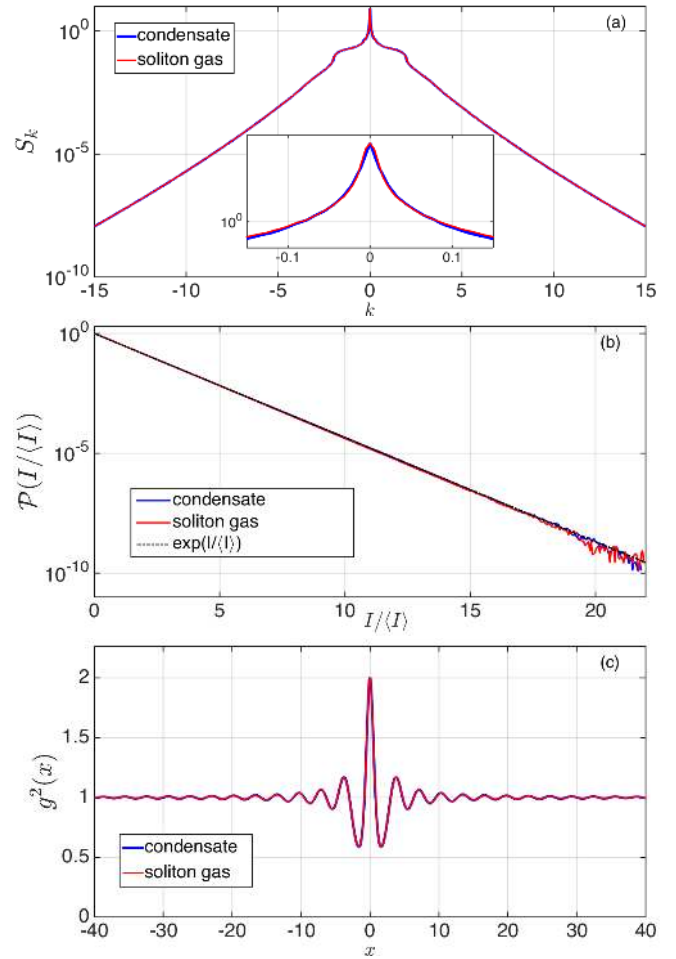 (a)
condensate
soliton gas
S_k
10^0
10^-5
10^-10
10^0
-0.1 0 0.1
-15 -10 -5 0 5 10 15
k
(b)
P(I/⟨I⟩)
10^0
10^-5
10^-10
condensate
soliton gas
exp(I/⟨I⟩)
0 5 10 15 20
I/⟨I⟩
(c)
g^2(x)
2
1.5
1
0.5
0
condensate
soliton gas
-40 -30 -20 -10 0 10 20 30 40
x